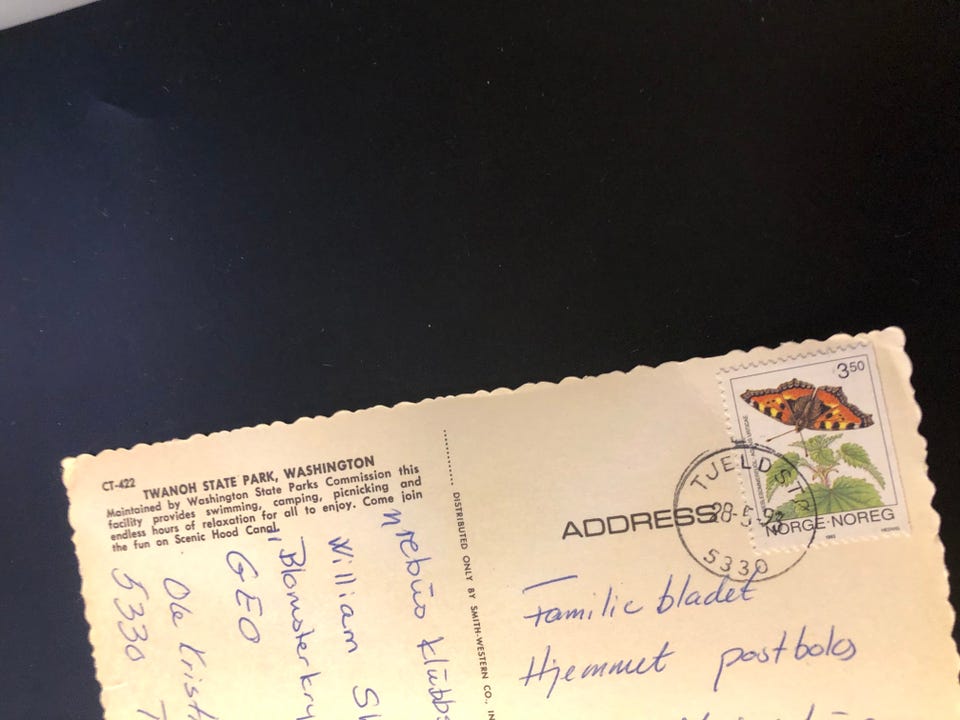 CT-422
TWANOH STATE PARK, WASHINGTON
Maintained by Washington State Parks Commission this
facility provides swimming, camping, picnicking and
endless hours of relaxation for all to enjoy. Come join
the fun on Scenic Hood Canal.
DISTRIBUTED ONLY BY SMITH-WESTERN CO., IN
William S
"Blomsterkry
GEO
Ole Krist
5330 T
ADDRESS
3.50
NORGE·NOREG
TJELDSTØ
28-5-93
5330
Familie bladet
Hjemmet postboks